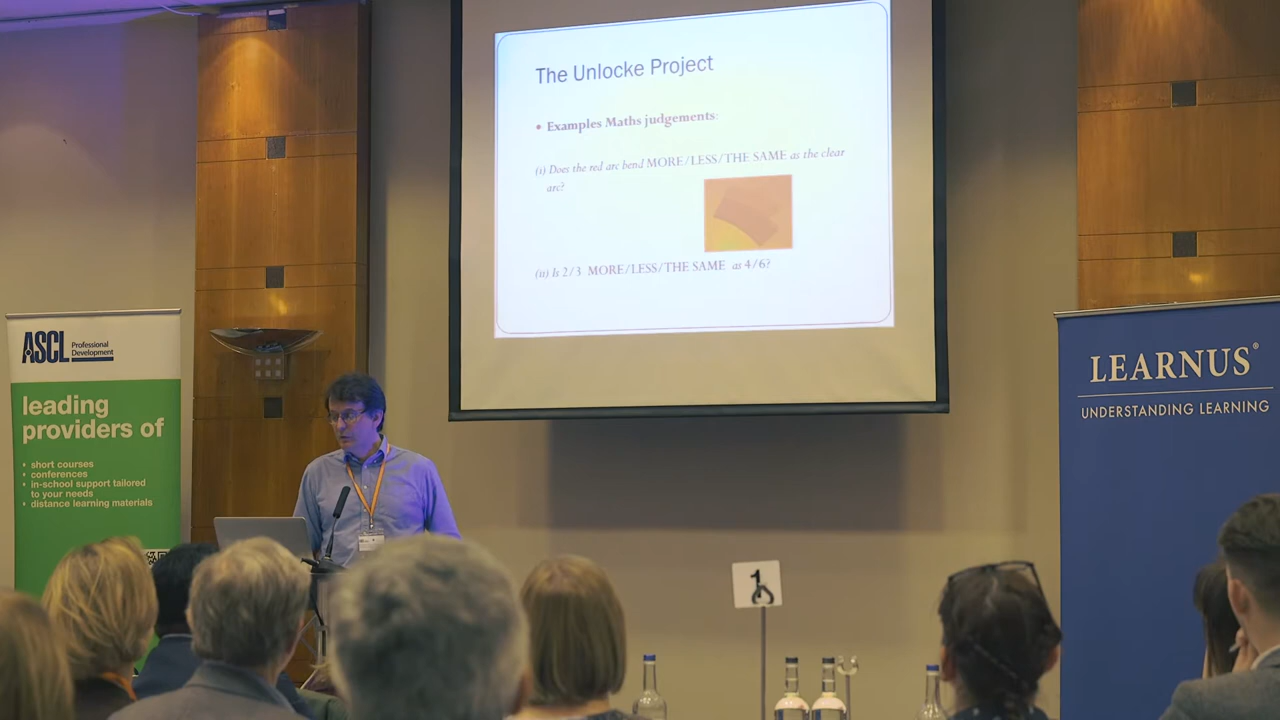 The Unlocke Project
• Examples Maths judgements:
(i) Does the red arc bend MORE/LESS/THE SAME as the clear
arc?
(ii) Is 2/3 MORE/LESS/THE SAME as 4/6?
ASCL Professional
Development
leading
providers of
• short courses
• conferences
• in-school support tailored
to your needs
• distance learning materials
LEARNUS®
UNDERSTANDING LEARNING